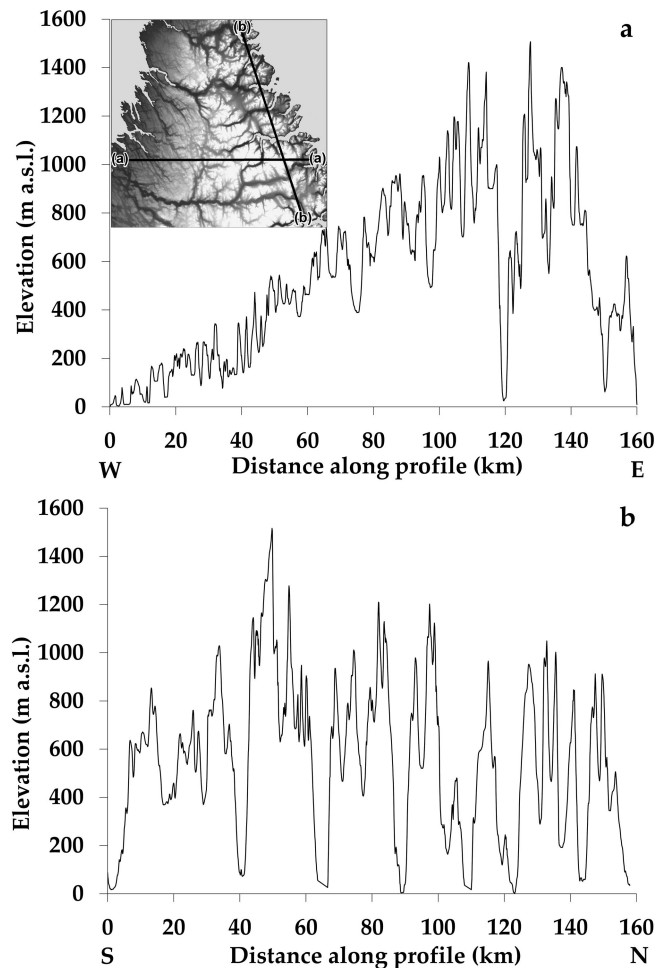 a
1600
1400
1200
1000
800
600
400
200
0
Elevation (m a.s.l.)
(b)
(a) (a)
(b)
0 20 40 60 80 100 120 140 160
W Distance along profile (km) E
b
1600
1400
1200
1000
800
600
400
200
0
Elevation (m a.s.l.)
0 20 40 60 80 100 120 140 160
S Distance along profile (km) N